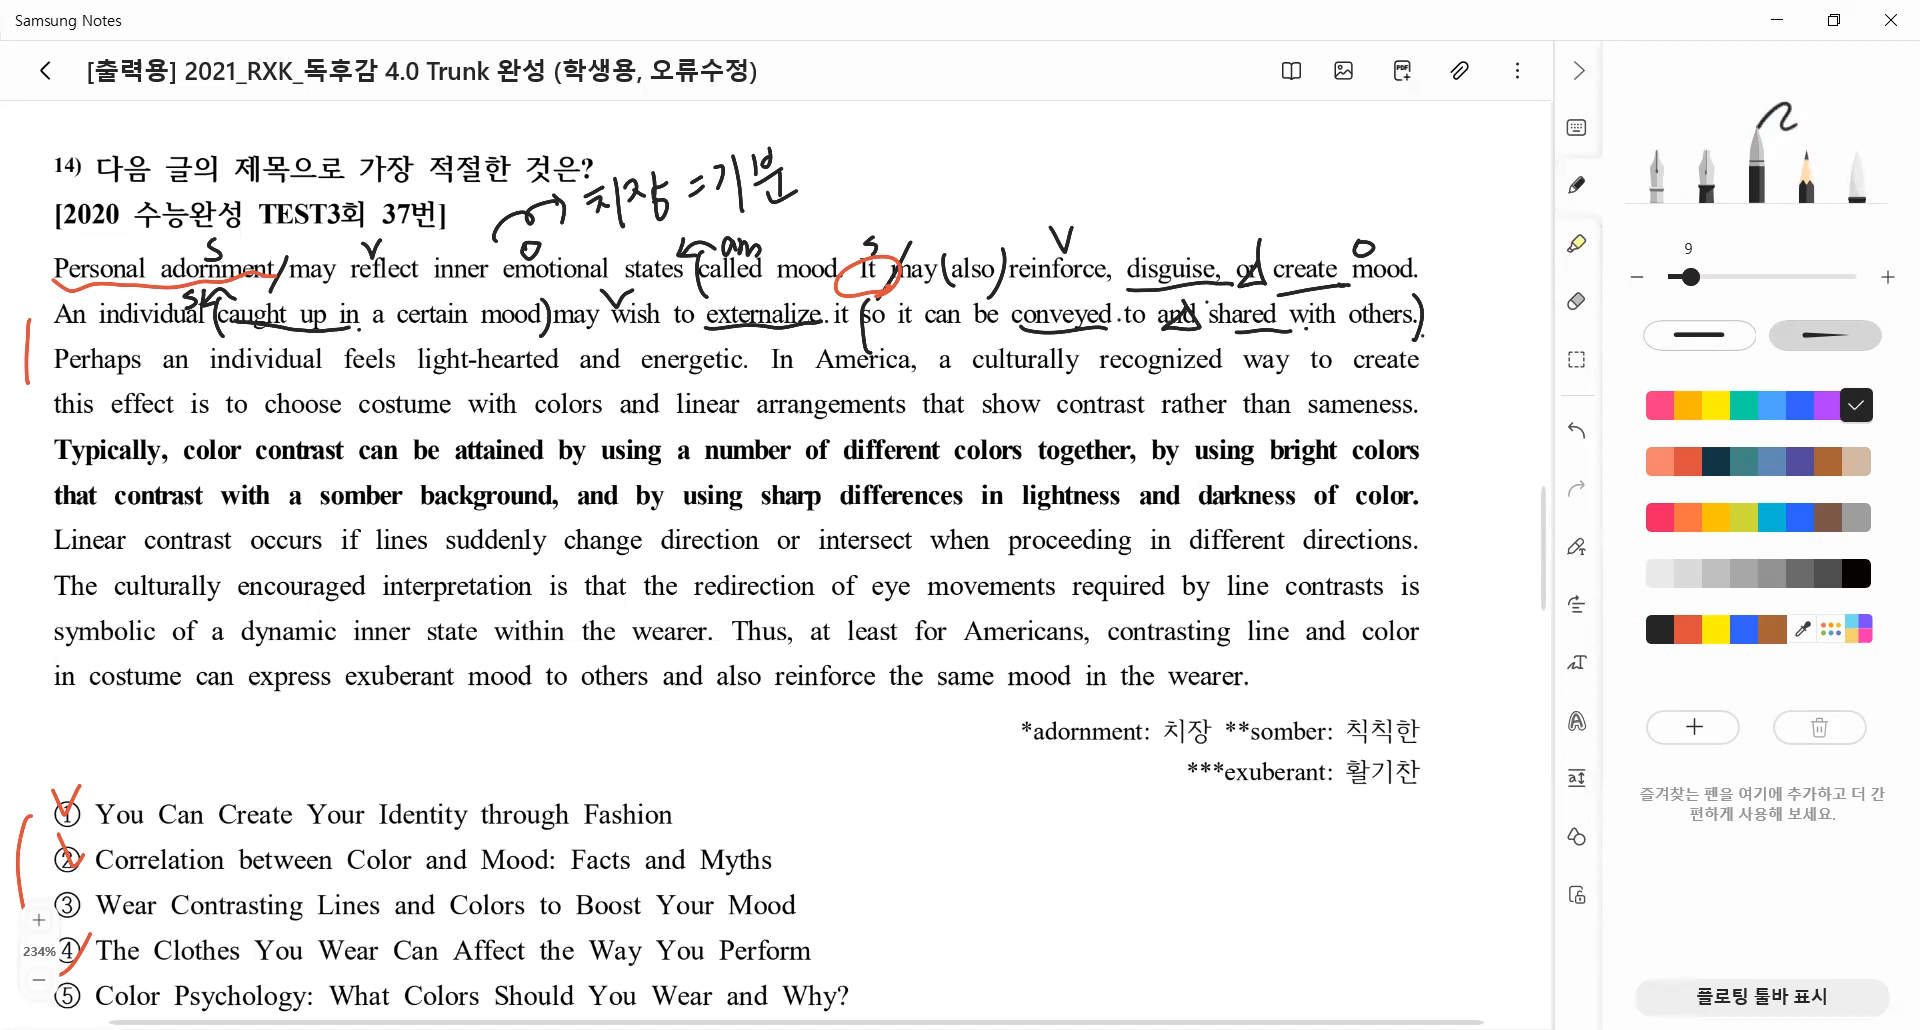 Samsung Notes
[출력용] 2021_RXK_독후감 4.0 Trunk 완성 (학생용, 오류수정)
14) 다음 글의 제목으로 가장 적절한 것은?
[2020 수능완성 TEST3회 37번]
치장 = 기분
S V O am S V O
Personal adornment may reflect inner emotional states called mood. It may also reinforce, disguise, or create mood.
S V
An individual caught up in a certain mood may wish to externalize it so it can be conveyed to and shared with others.
Perhaps an individual feels light-hearted and energetic. In America, a culturally recognized way to create
this effect is to choose costume with colors and linear arrangements that show contrast rather than sameness.
Typically, color contrast can be attained by using a number of different colors together, by using bright colors
that contrast with a somber background, and by using sharp differences in lightness and darkness of color.
Linear contrast occurs if lines suddenly change direction or intersect when proceeding in different directions.
The culturally encouraged interpretation is that the redirection of eye movements required by line contrasts is
symbolic of a dynamic inner state within the wearer. Thus, at least for Americans, contrasting line and color
in costume can express exuberant mood to others and also reinforce the same mood in the wearer.
*adornment: 치장 **somber: 칙칙한
***exuberant: 활기찬
① You Can Create Your Identity through Fashion
② Correlation between Color and Mood: Facts and Myths
③ Wear Contrasting Lines and Colors to Boost Your Mood
④ The Clothes You Wear Can Affect the Way You Perform
⑤ Color Psychology: What Colors Should You Wear and Why?
234%
9
즐겨찾는 펜을 여기에 추가하고 더 간
편하게 사용해 보세요.
플로팅 툴바 표시